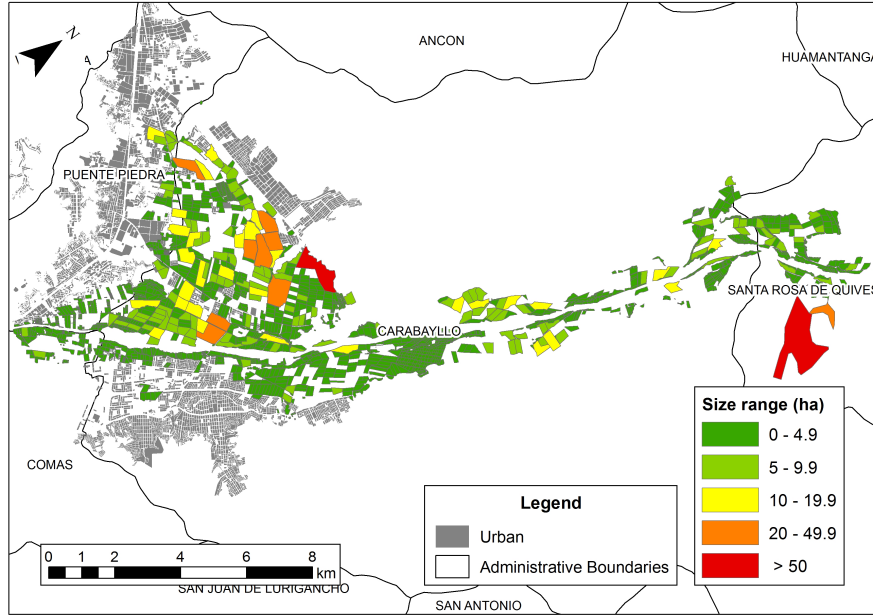 ANCON
HUAMANTANGA
N
PUENTE PIEDRA
SANTA ROSA DE QUIVES
CARABAYLLO
COMAS
Size range (ha)
0 - 4.9
5 - 9.9
10 - 19.9
20 - 49.9
> 50
Legend
Urban
Administrative Boundaries
0 1 2 4 6 8
km
SAN JUAN DE LURIGANCHO
SAN ANTONIO